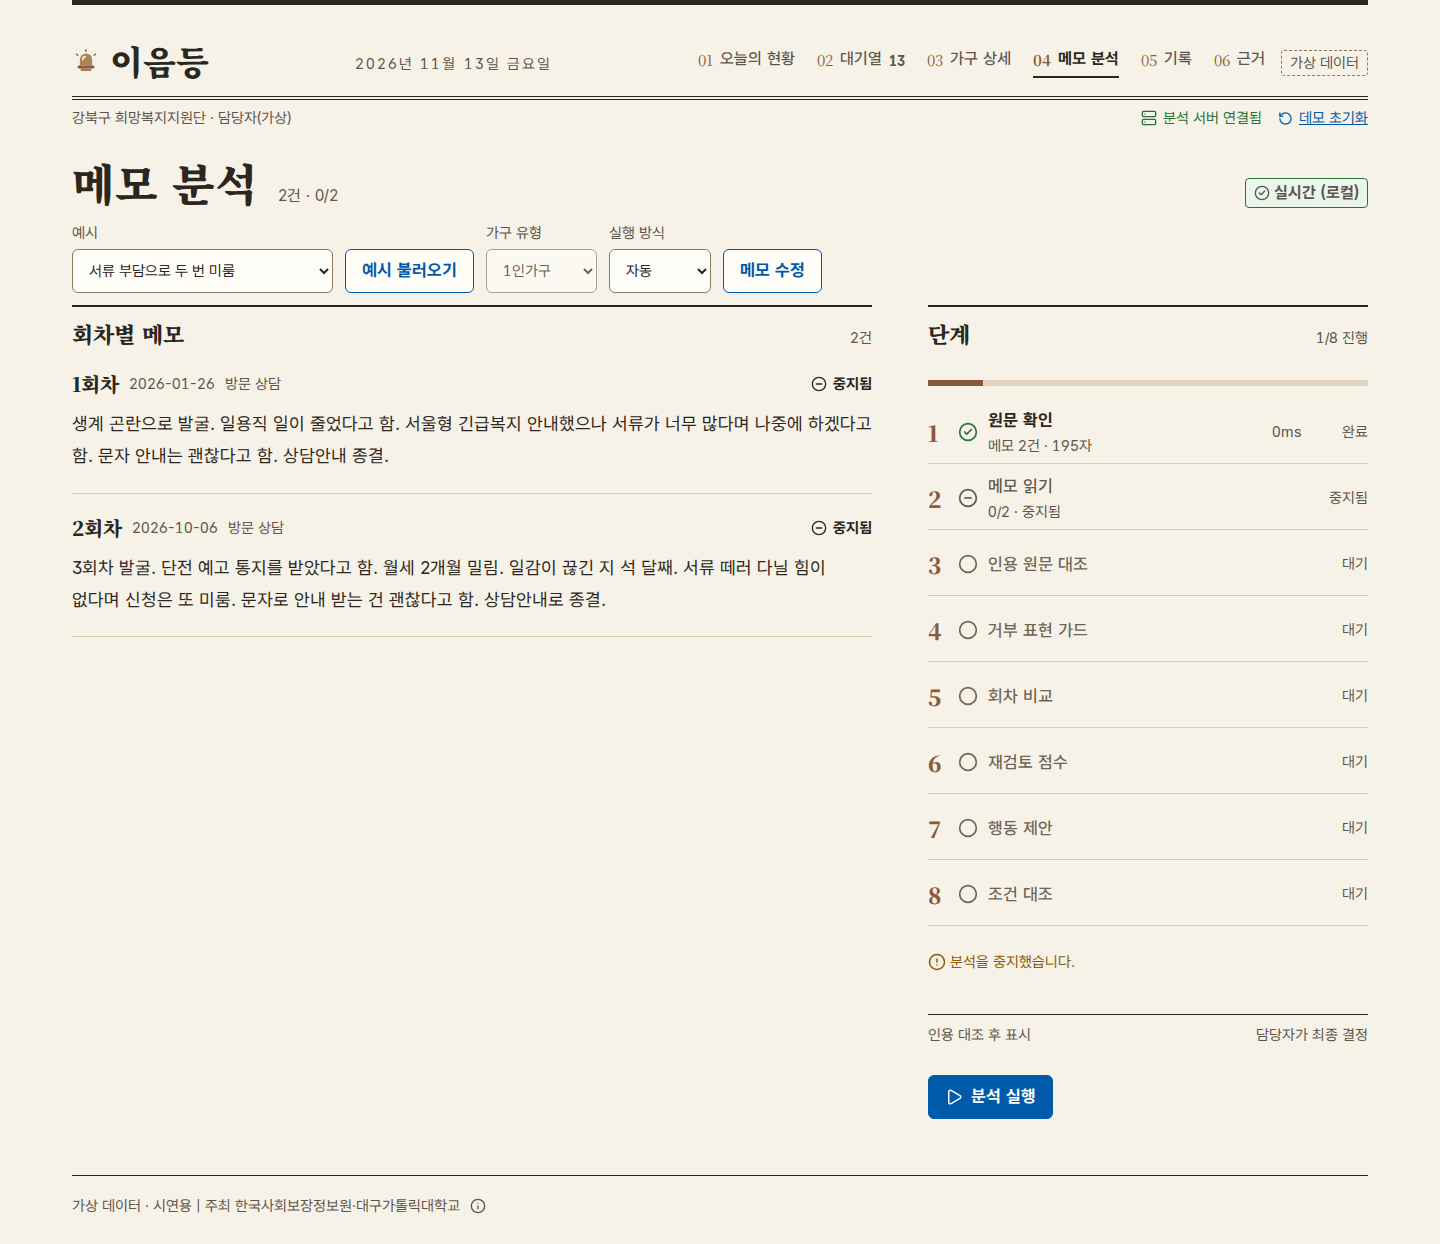 이음등
2026년 11월 13일 금요일
01 오늘의 현황 02 대기열 13 03 가구 상세 04 메모 분석 05 기록 06 근거 가상 데이터
강북구 희망복지지원단 · 담당자(가상)
분석 서버 연결됨 데모 초기화
메모 분석 2건 · 0/2
실시간 (로컬)
예시 가구 유형 실행 방식
서류 부담으로 두 번 미룸 예시 불러오기 1인가구 자동 메모 수정
회차별 메모 2건
1회차 2026-01-26 방문 상담 중지됨
생계 곤란으로 발굴. 일용직 일이 줄었다고 함. 서울형 긴급복지 안내했으나 서류가 너무 많다며 나중에 하겠다고
함. 문자 안내는 괜찮다고 함. 상담안내 종결.
2회차 2026-10-06 방문 상담 중지됨
3회차 발굴. 단전 예고 통지를 받았다고 함. 월세 2개월 밀림. 일감이 끊긴 지 석 달째. 서류 떼러 다닐 힘이
없다며 신청은 또 미룸. 문자로 안내 받는 건 괜찮다고 함. 상담안내로 종결.
단계 1/8 진행
1 원문 확인 0ms 완료
메모 2건 · 195자
2 메모 읽기 중지됨
0/2 · 중지됨
3 인용 원문 대조 대기
4 거부 표현 가드 대기
5 회차 비교 대기
6 재검토 점수 대기
7 행동 제안 대기
8 조건 대조 대기
분석을 중지했습니다.
인용 대조 후 표시 담당자가 최종 결정
분석 실행
가상 데이터 · 시연용 | 주최 한국사회보장정보원·대구가톨릭대학교